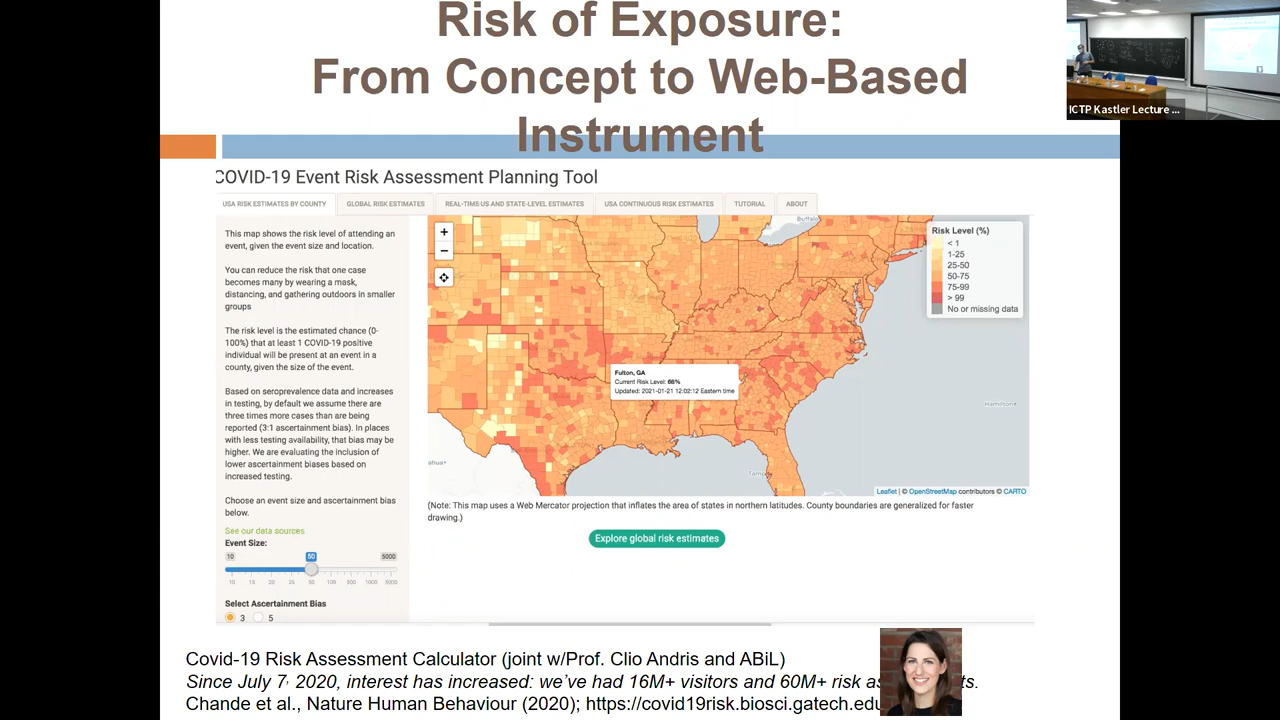 Risk of Exposure:
From Concept to Web-Based
Instrument
ICTP Kastler Lecture ...
COVID-19 Event Risk Assessment Planning Tool
USA RISK ESTIMATES BY COUNTY
GLOBAL RISK ESTIMATES
REAL-TIME US AND STATE-LEVEL ESTIMATES
USA CONTINUOUS RISK ESTIMATES
TUTORIAL
ABOUT
This map shows the risk level of attending an
event, given the event size and location.
You can reduce the risk that one case
becomes many by wearing a mask,
distancing, and gathering outdoors in smaller
groups
The risk level is the estimated chance (0-
100%) that at least 1 COVID-19 positive
individual will be present at an event in a
county, given the size of the event.
Based on seroprevalence data and increases
in testing, by default we assume there are
three times more cases than are being
reported (3:1 ascertainment bias). In places
with less testing availability, that bias may be
higher. We are evaluating the inclusion of
lower ascertainment biases based on
increased testing.
Choose an event size and ascertainment bias
below.
See our data sources
Event Size:
10 50 5000
10 15 20 25 50 100 500 1000 5000
Select Ascertainment Bias
3 5
+
−
Buffalo
Risk Level (%)
< 1
1-25
25-50
50-75
75-99
> 99
No or missing data
Fulton, GA
Current Risk Level: 66%
Updated: 2021-01-21 12:02:12 Eastern time
Hamilton
ahua
Tampa
Leaflet | © OpenStreetMap contributors © CARTO
(Note: This map uses a Web Mercator projection that inflates the area of states in northern latitudes. County boundaries are generalized for faster
drawing.)
Explore global risk estimates
Covid-19 Risk Assessment Calculator (joint w/Prof. Clio Andris and ABiL)
Since July 7, 2020, interest has increased: we've had 16M+ visitors and 60M+ risk as ts.
Chande et al., Nature Human Behaviour (2020); https://covid19risk.biosci.gatech.edu